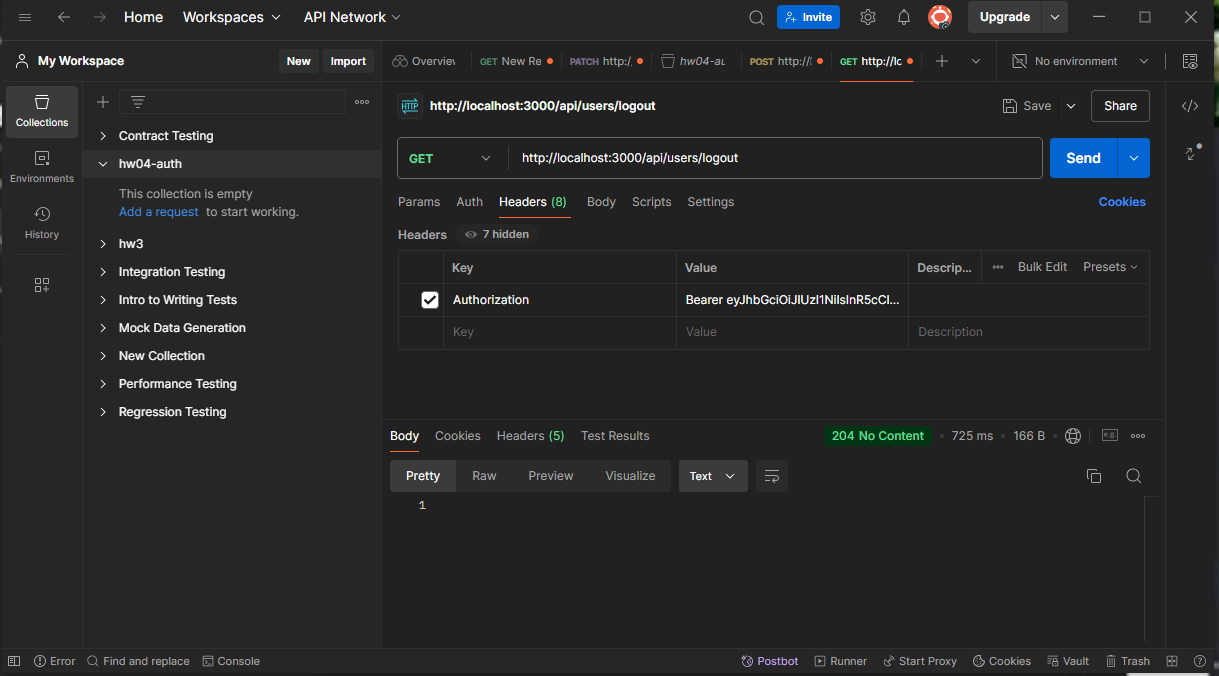 Home
Workspaces
API Network
Invite
Upgrade
My Workspace
New
Import
Overview
GET New Re
PATCH http:/
hw04-au
POST http://
GET http://lo
No environment
Collections
Environments
History
Contract Testing
hw04-auth
This collection is empty
Add a request to start working.
hw3
Integration Testing
Intro to Writing Tests
Mock Data Generation
New Collection
Performance Testing
Regression Testing
HTTP
http://localhost:3000/api/users/logout
Save
Share
GET
http://localhost:3000/api/users/logout
Send
Params
Auth
Headers (8)
Body
Scripts
Settings
Cookies
Headers
7 hidden
Key
Value
Descrip...
Bulk Edit
Presets
Authorization
Bearer eyJhbGciOiJIUzI1NiIsInR5cCI...
Key
Value
Description
Body
Cookies
Headers (5)
Test Results
204 No Content
725 ms
166 B
e.g.
Pretty
Raw
Preview
Visualize
Text
1
Error
Find and replace
Console
Postbot
Runner
Start Proxy
Cookies
Vault
Trash